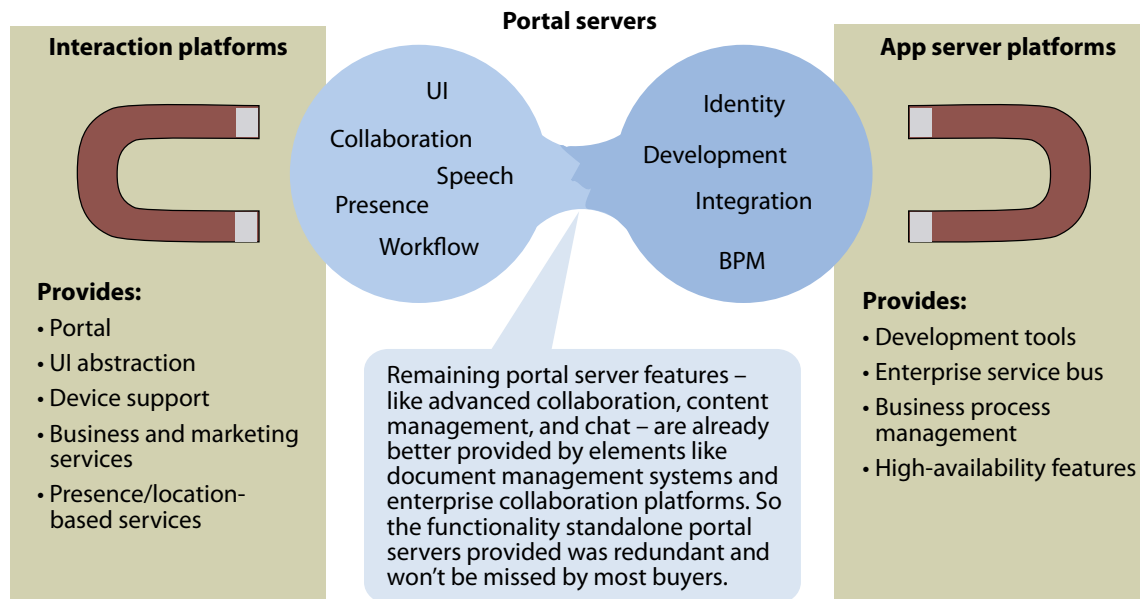 Portal servers
Interaction platforms
UI
Collaboration
Speech
Presence
Workflow
Identity
Development
Integration
BPM
App server platforms
Provides:
• Portal
• UI abstraction
• Device support
• Business and marketing
services
• Presence/location-
based services
Remaining portal server features –
like advanced collaboration, content
management, and chat – are already
better provided by elements like
document management systems and
enterprise collaboration platforms. So
the functionality standalone portal
servers provided was redundant and
won’t be missed by most buyers.
Provides:
• Development tools
• Enterprise service bus
• Business process
management
• High-availability features